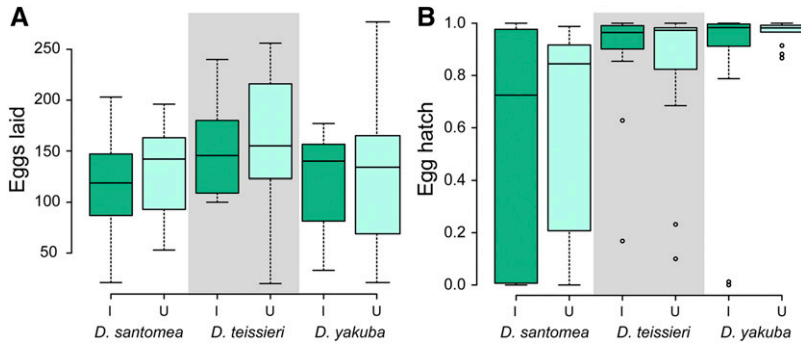 A
Eggs laid
250
200
150
100
50
I U I U I U
D. santomea D. teissieri D. yakuba
B
Egg hatch
1.0
0.8
0.6
0.4
0.2
0.0
I U I U I U
D. santomea D. teissieri D. yakuba